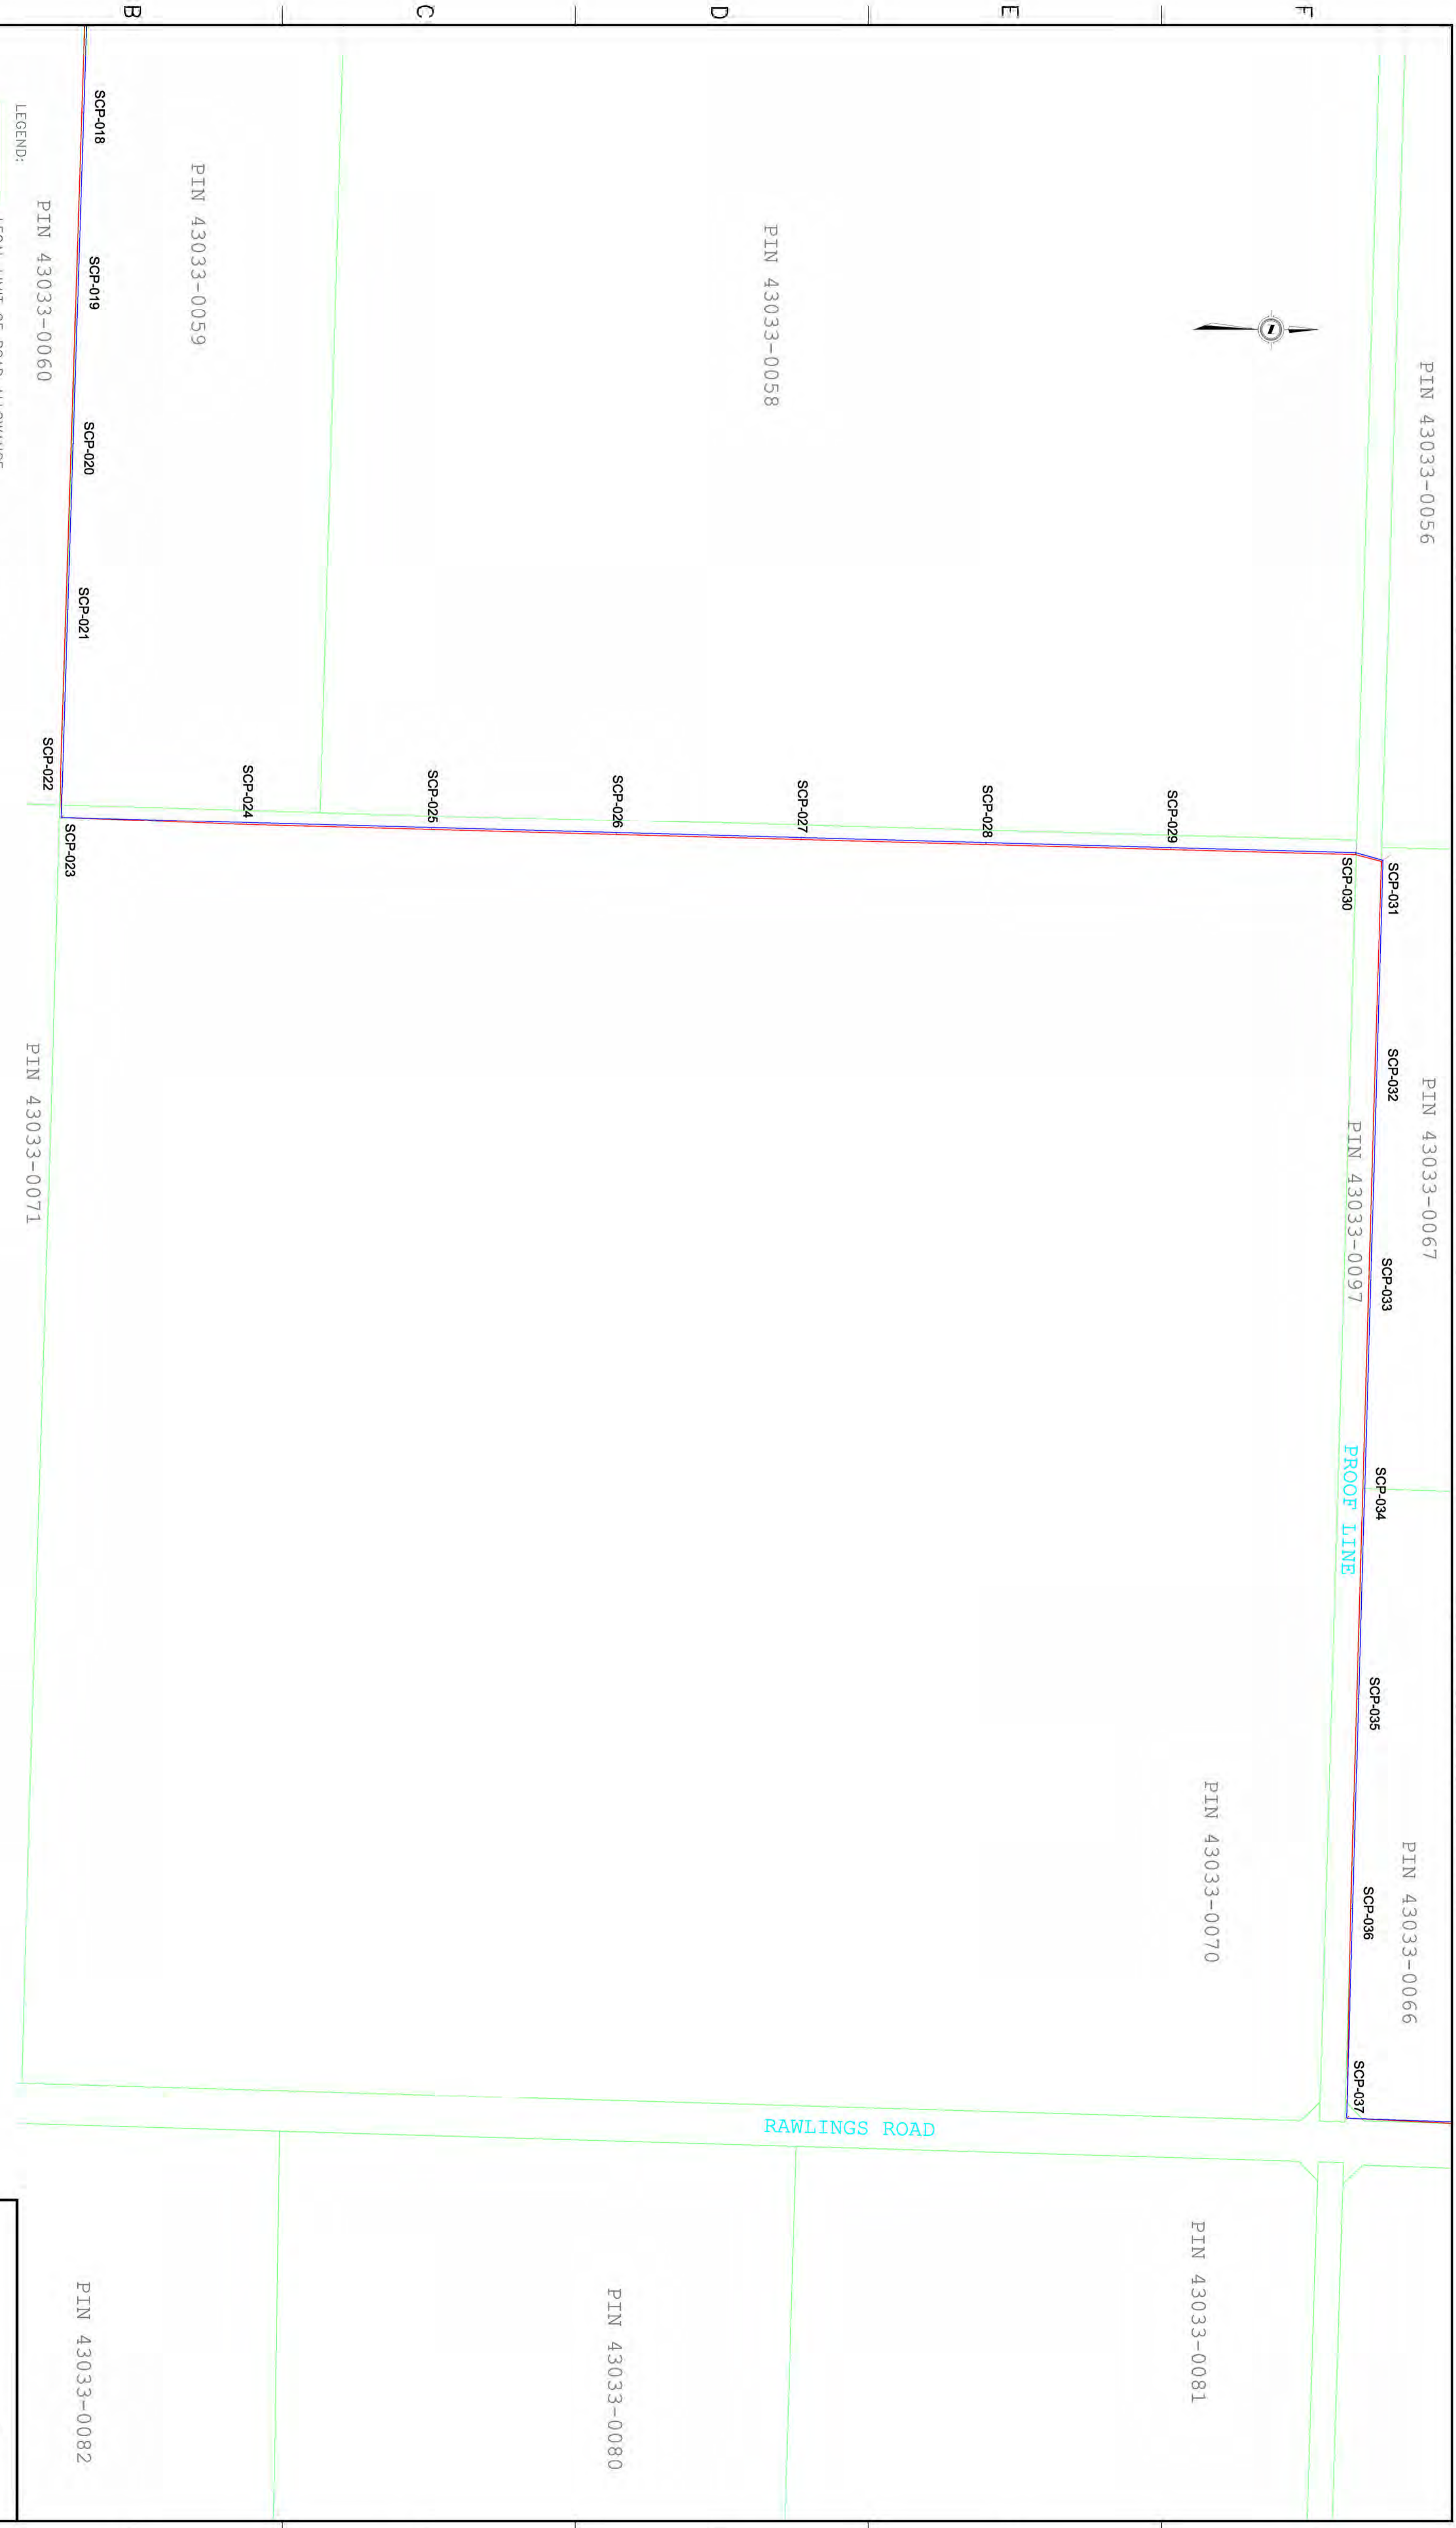 B
C
D
E
F
SCP-018
SCP-019
SCP-020
SCP-021
SCP-022
SCP-023
SCP-024
SCP-025
SCP-026
SCP-027
SCP-028
SCP-029
SCP-030
SCP-031
SCP-032
SCP-033
SCP-034
SCP-035
SCP-036
SCP-037
LEGEND:
PIN 43033-0060
PIN 43033-0059
PIN 43033-0058
PIN 43033-0056
PIN 43033-0067
PIN 43033-0097
PROOF LINE
PIN 43033-0066
PIN 43033-0070
PIN 43033-0071
RAWLINGS ROAD
PIN 43033-0081
PIN 43033-0080
PIN 43033-0082